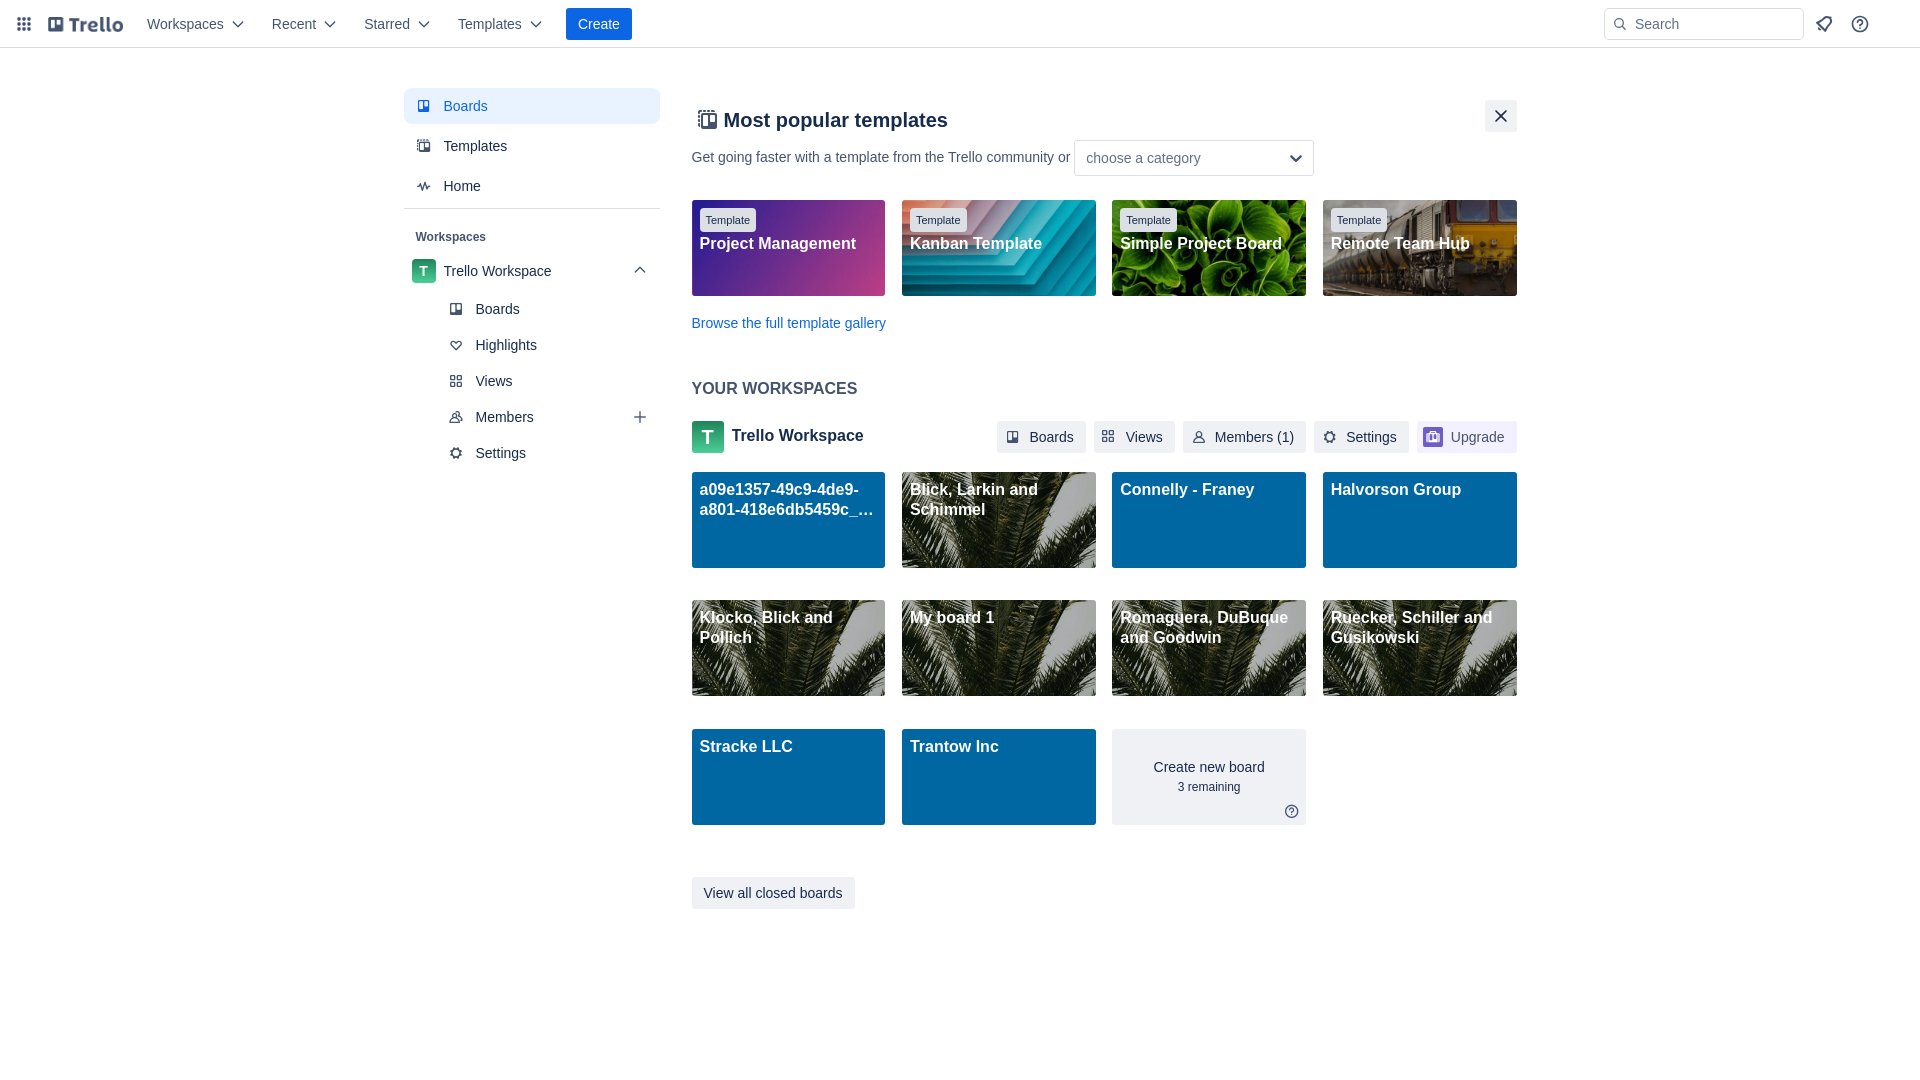 Trello
Workspaces
Recent
Starred
Templates
Create
Search
Boards
Templates
Home
Workspaces
T
Trello Workspace
Boards
Highlights
Views
Members
Settings
Most popular templates
Get going faster with a template from the Trello community or
choose a category
Template
Project Management
Template
Kanban Template
Template
Simple Project Board
Template
Remote Team Hub
Browse the full template gallery
YOUR WORKSPACES
T
Trello Workspace
Boards
Views
Members (1)
Settings
Upgrade
a09e1357-49c9-4de9-
a801-418e6db5459c_...
Blick, Larkin and
Schimmel
Connelly - Franey
Halvorson Group
Klocko, Blick and
Pollich
My board 1
Romaguera, DuBuque
and Goodwin
Ruecker, Schiller and
Gusikowski
Stracke LLC
Trantow Inc
Create new board
3 remaining
View all closed boards